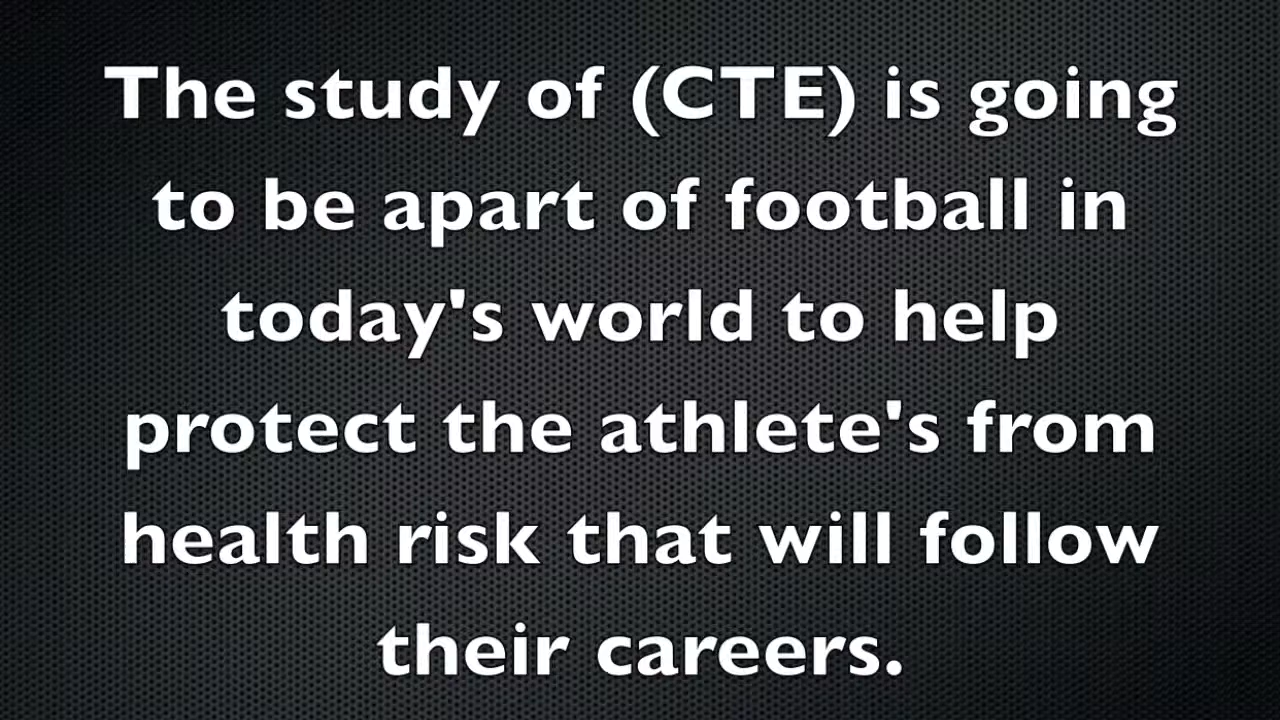 The study of (CTE) is going
to be apart of football in
today's world to help
protect the athlete's from
health risk that will follow
their careers.